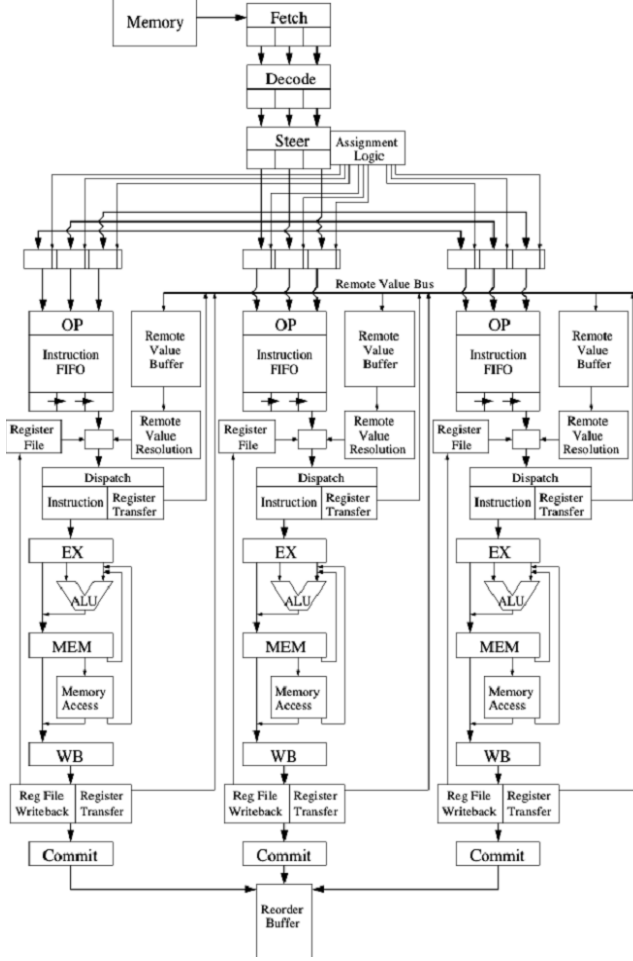 Memory
Fetch
Decode
Steer
Assignment
Logic
Remote Value Bus
OP
Instruction
FIFO
Remote
Value
Buffer
OP
Instruction
FIFO
Remote
Value
Buffer
OP
Instruction
FIFO
Remote
Value
Buffer
Register
File
Remote
Value
Resolution
Register
File
Remote
Value
Resolution
Register
File
Remote
Value
Resolution
Dispatch
Instruction
Register
Transfer
Dispatch
Instruction
Register
Transfer
Dispatch
Instruction
Register
Transfer
EX
EX
EX
ALU
ALU
ALU
MEM
MEM
MEM
Memory
Access
Memory
Access
Memory
Access
WB
WB
WB
Reg File
Writeback
Register
Transfer
Reg File
Writeback
Register
Transfer
Reg File
Writeback
Register
Transfer
Commit
Commit
Commit
Reorder
Buffer